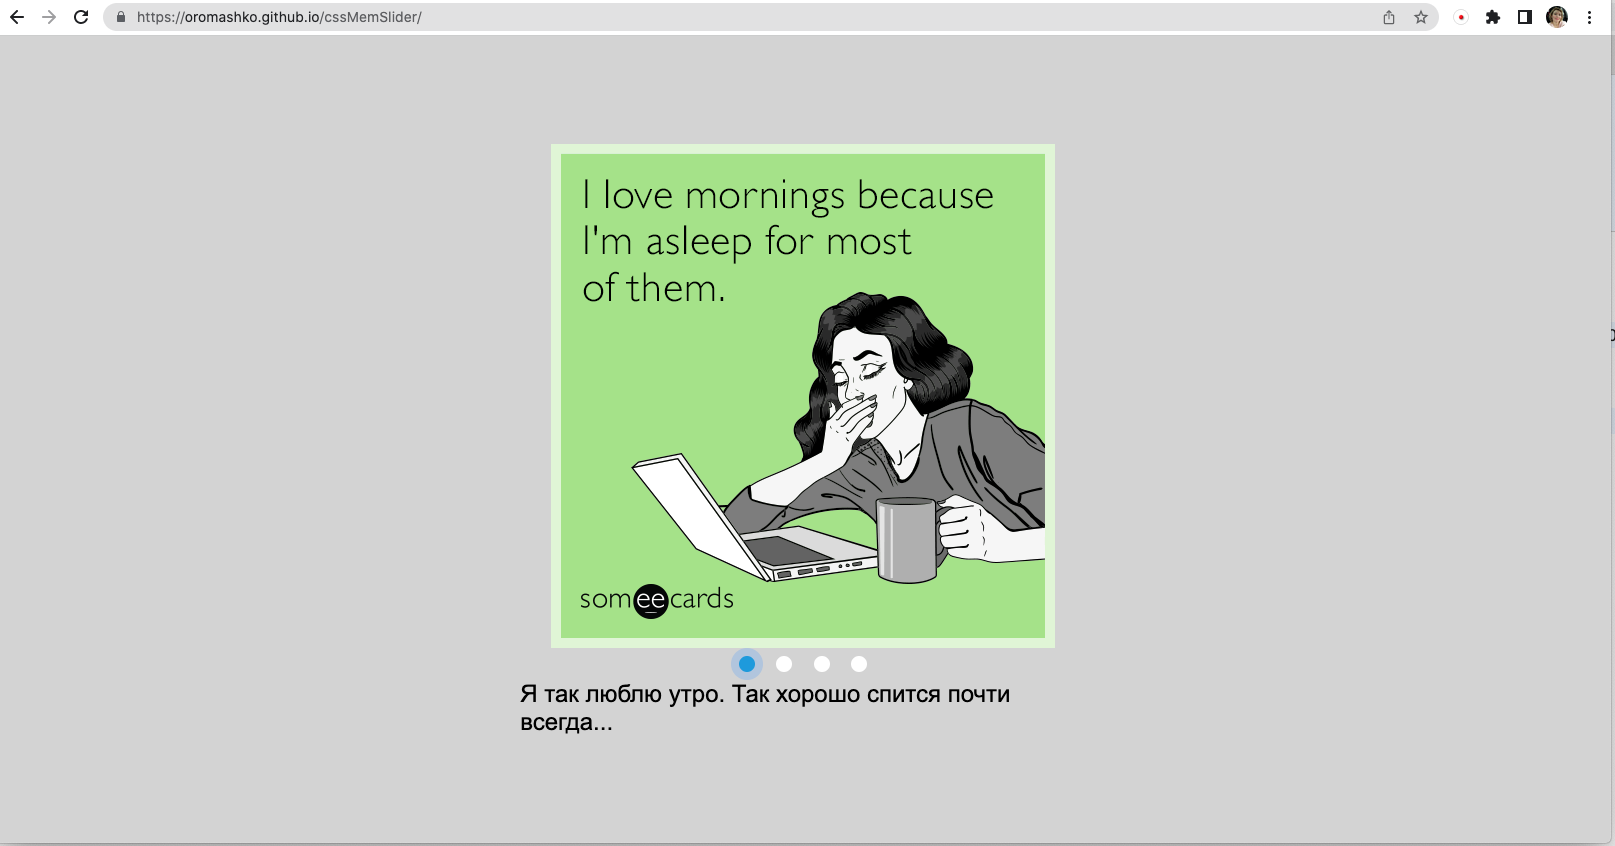 https://oromashko.github.io/cssMemSlider/
I love mornings because
I'm asleep for most
of them.
someecards
Я так люблю утро. Так хорошо спится почти
всегда...